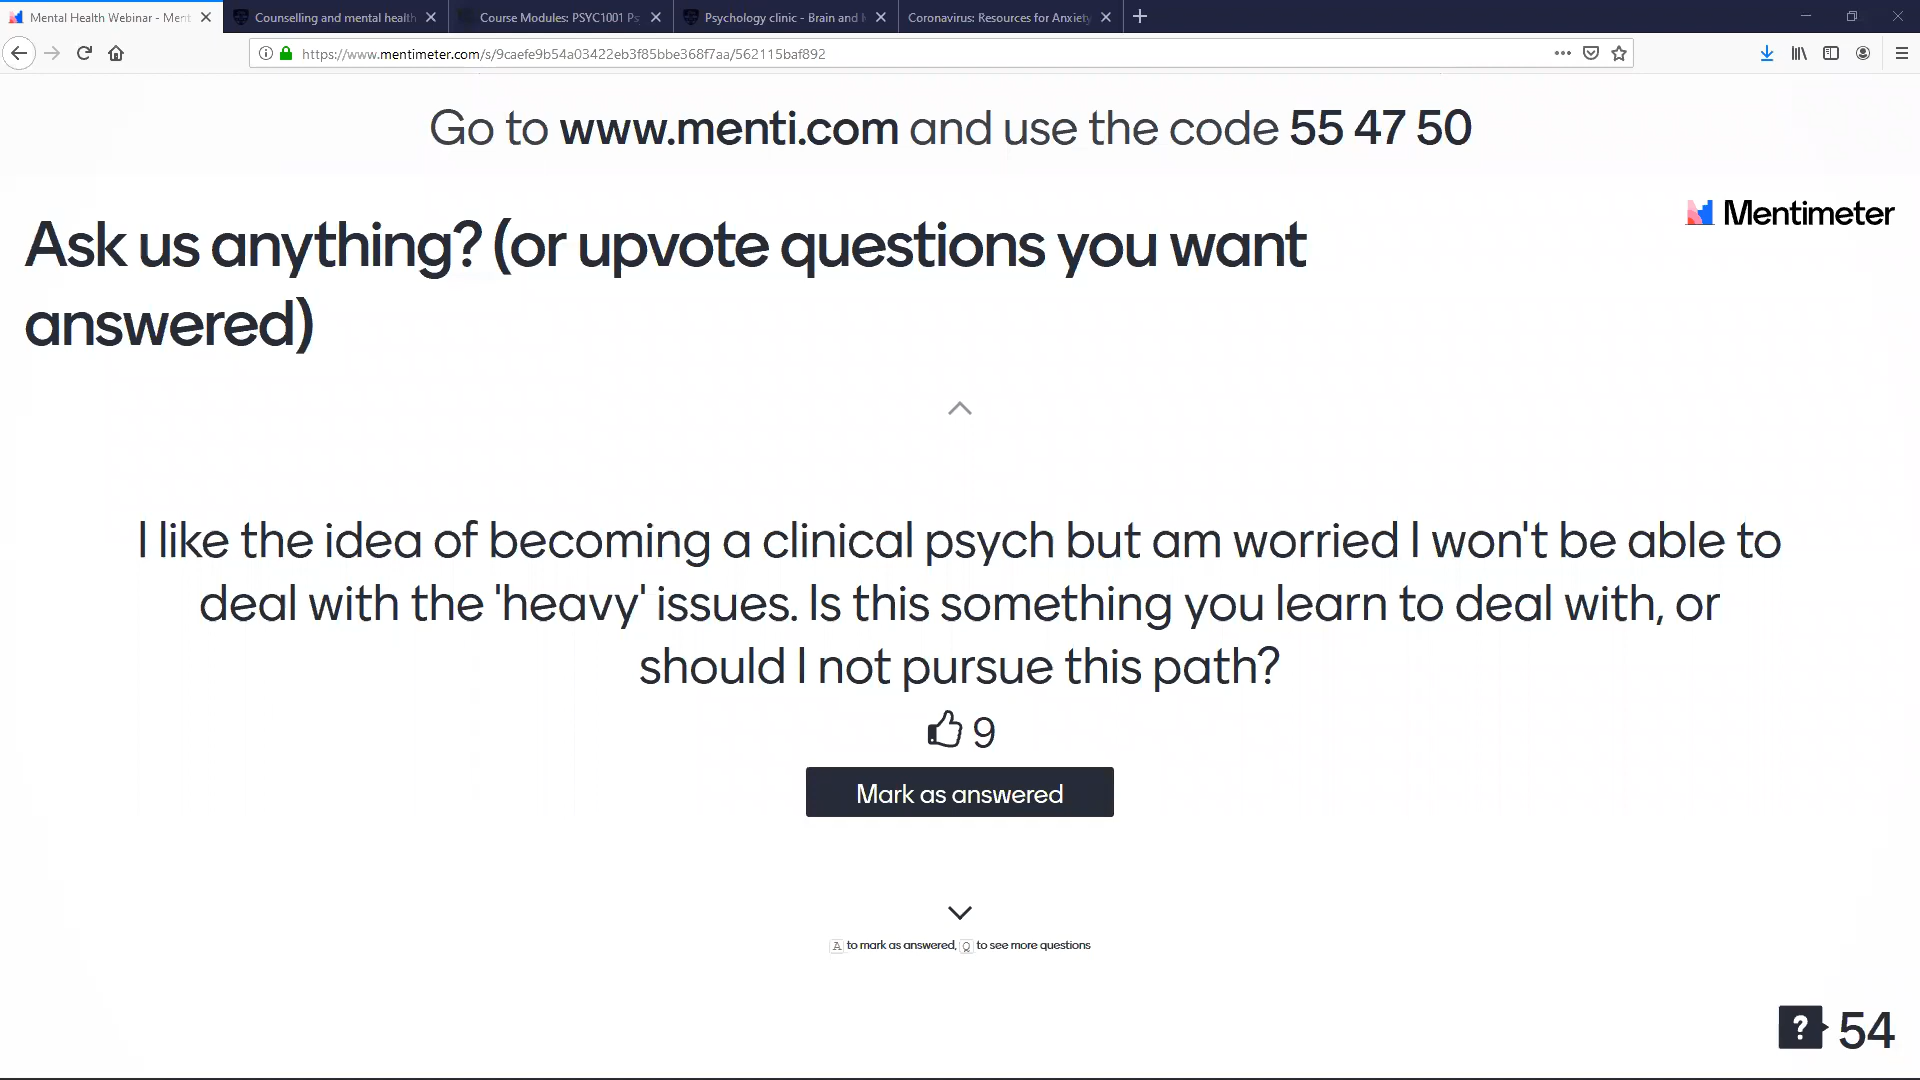 Mental Health Webinar - Ment
Counselling and mental health
Course Modules: PSYC1001 Ps
Psychology clinic - Brain and M
Coronavirus: Resources for Anxiety
https://www.mentimeter.com/s/9caefe9b54a03422eb3f85bbe368f7aa/562115baf892
Go to www.menti.com and use the code 55 47 50
Mentimeter
Ask us anything? (or upvote questions you want
answered)
I like the idea of becoming a clinical psych but am worried I won't be able to
deal with the 'heavy' issues. Is this something you learn to deal with, or
should I not pursue this path?
9
Mark as answered
A to mark as answered, Q to see more questions
? 54